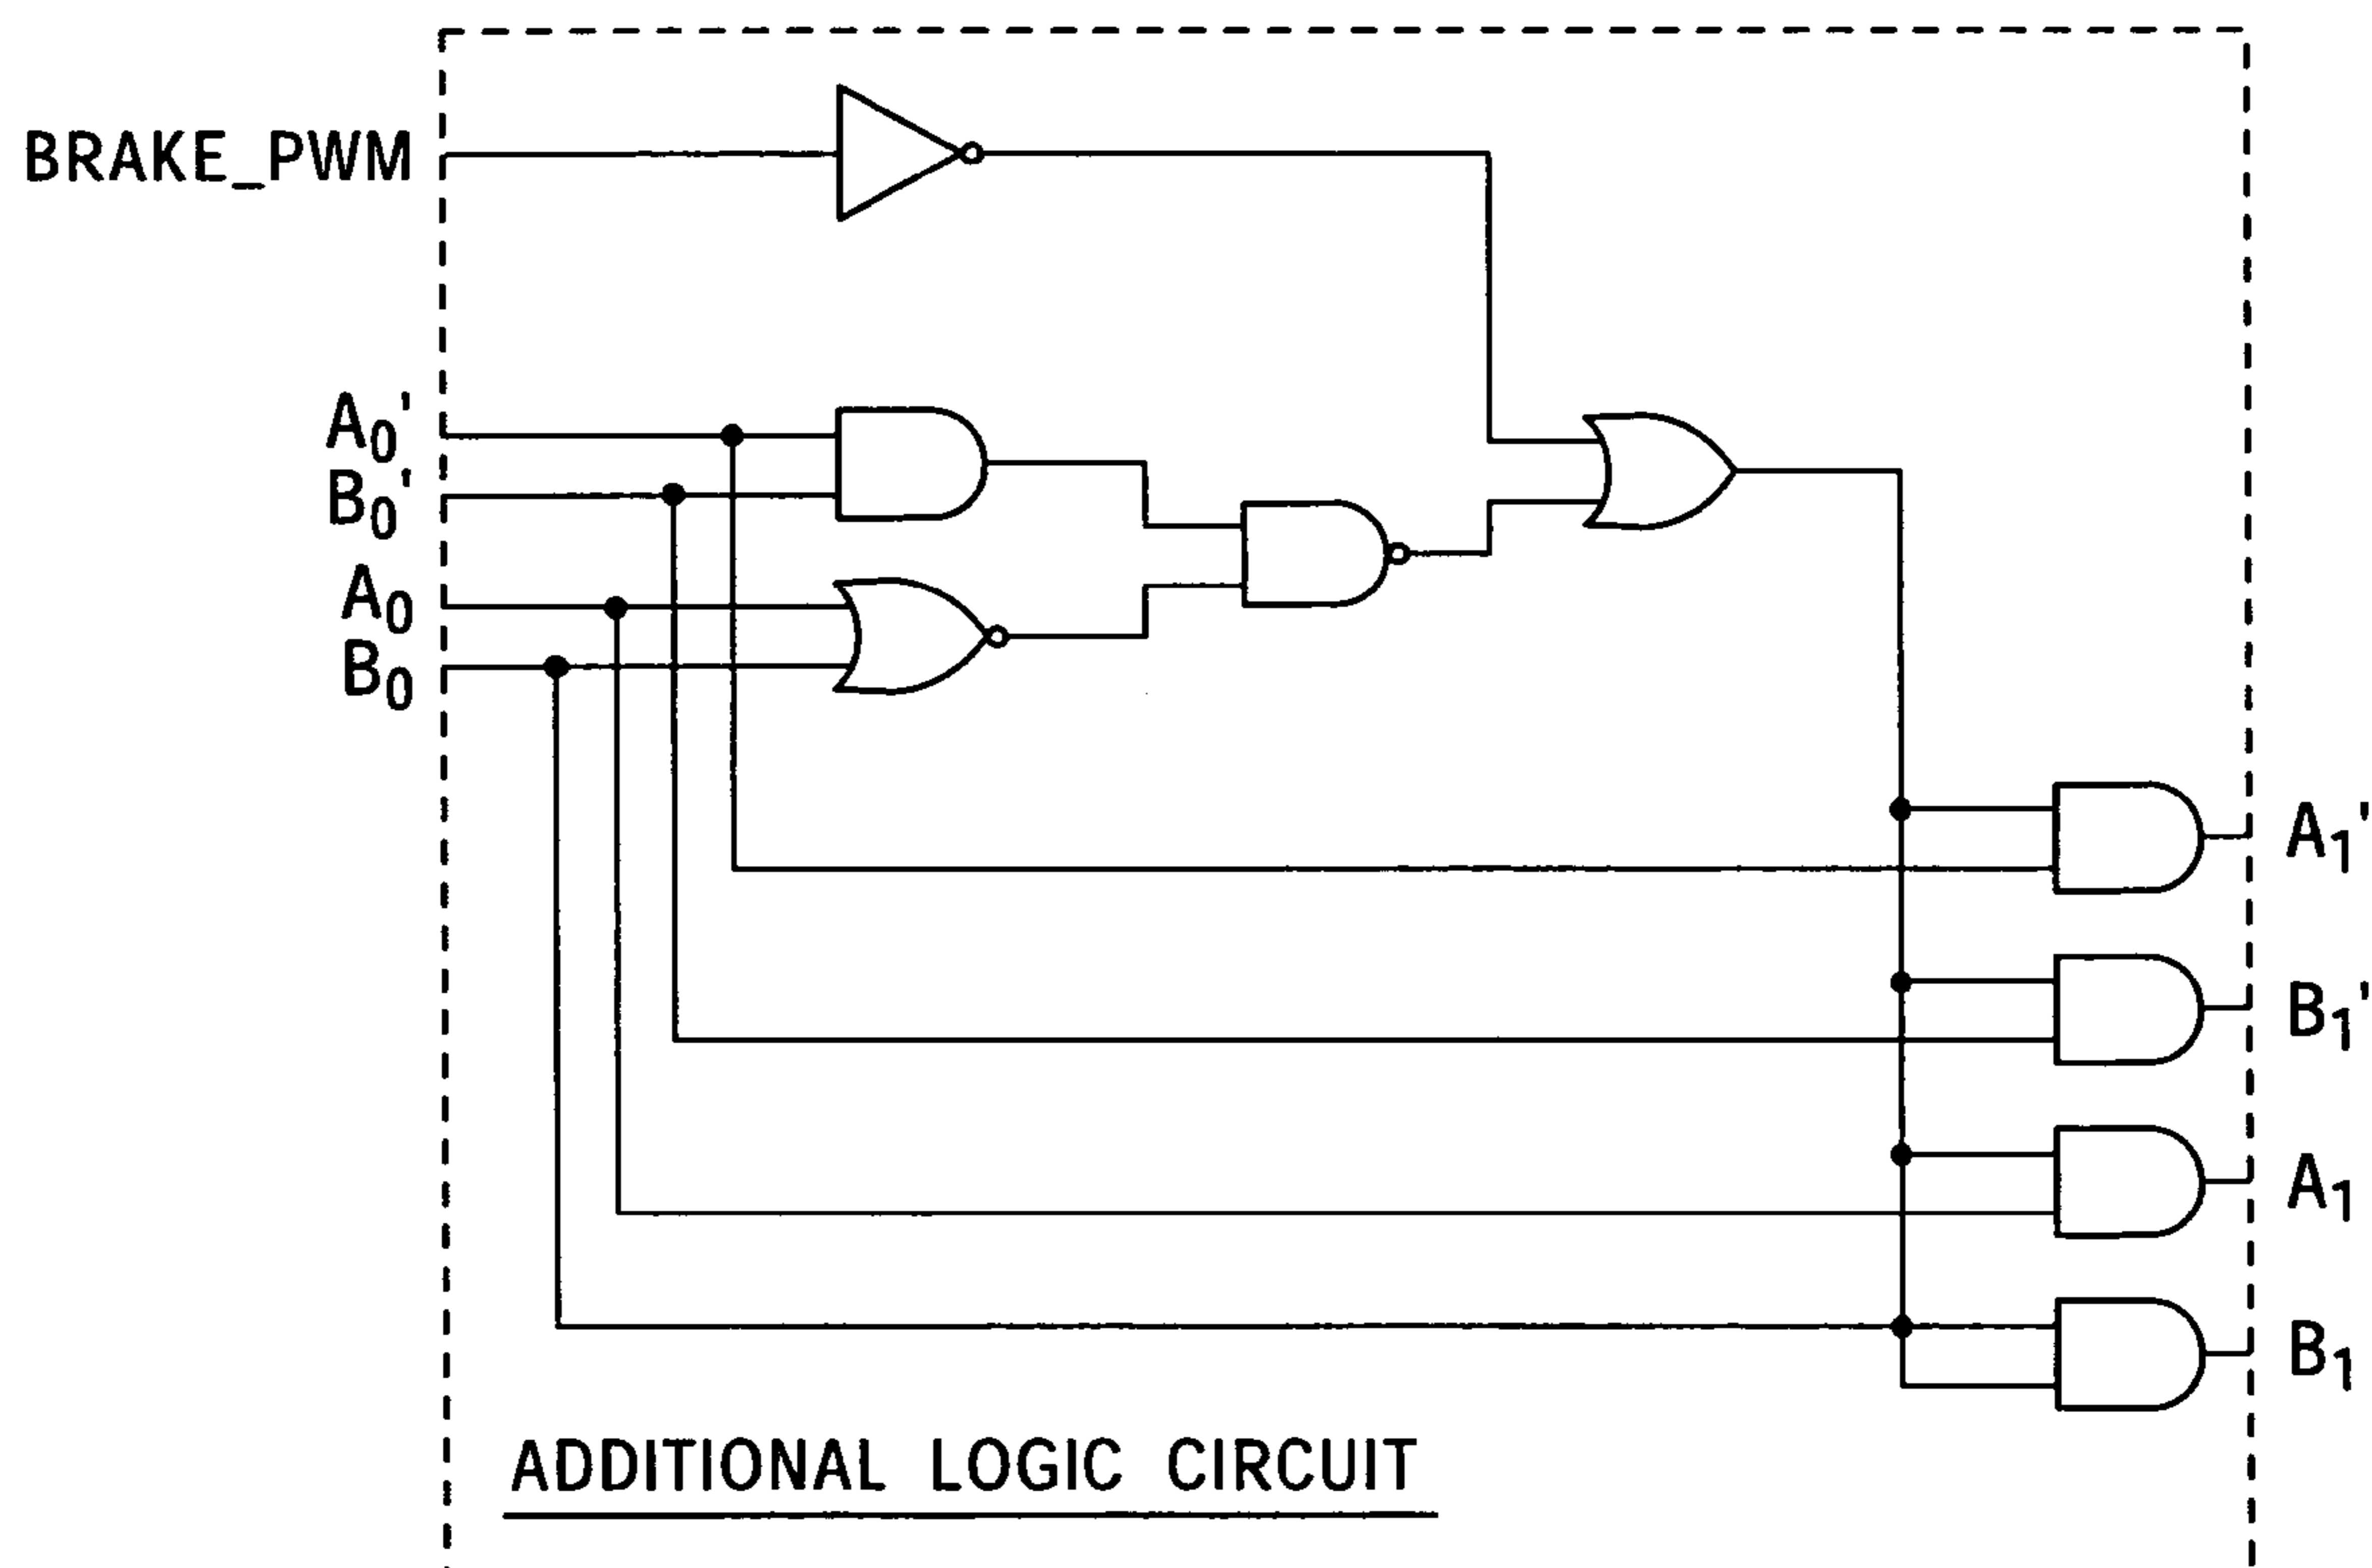 BRAKE_PWM
A₀'
B₀'
A₀
B₀
A₁'
B₁'
A₁
B₁
ADDITIONAL LOGIC CIRCUIT